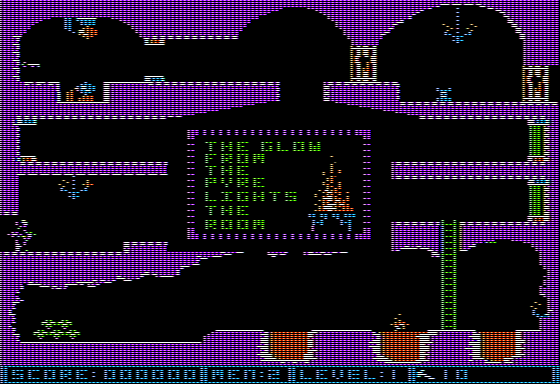 THE GLOW
FROM
THE
PYRE
LIGHTS
THE
ROOM
SCORE:000000 MEN:2 LEVEL:1 10